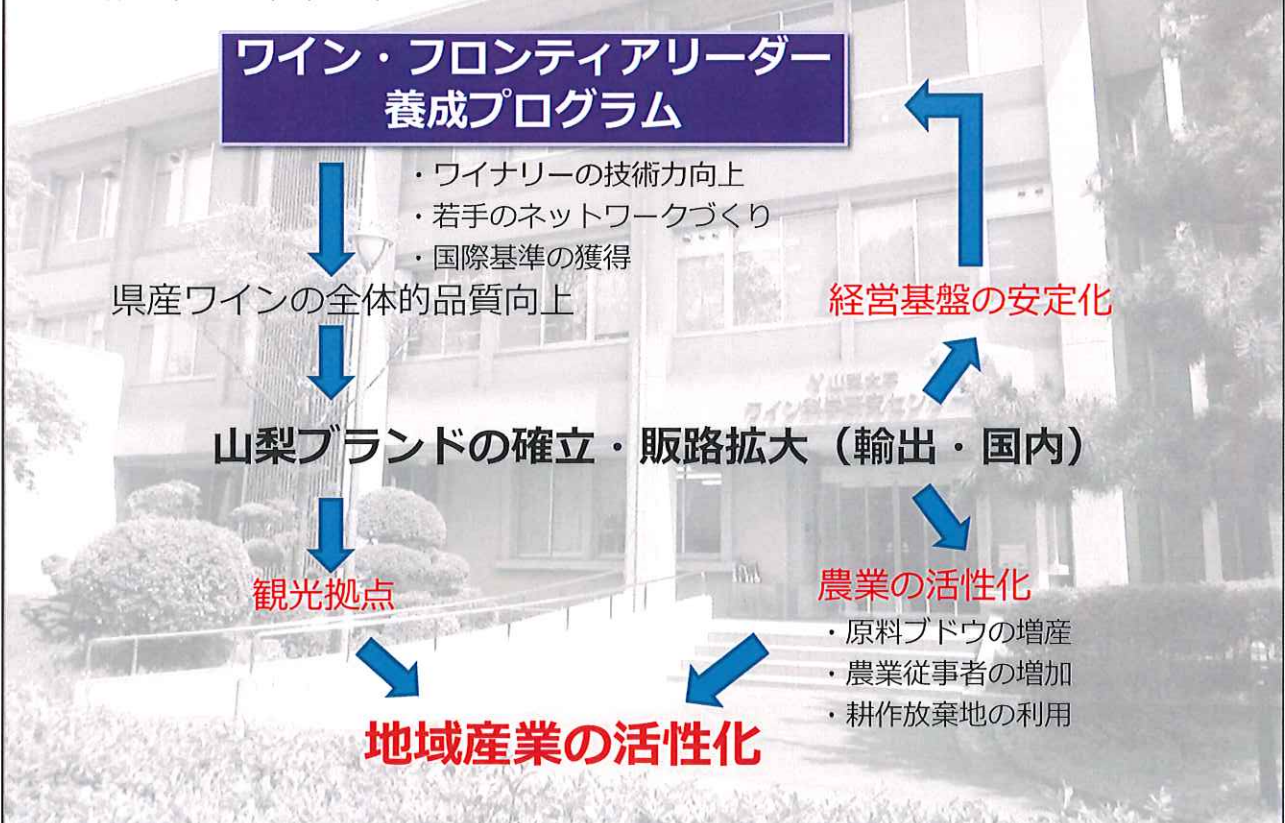 ワイン・フロンティアリーダー
養成プログラム
・ワイナリーの技術力向上
・若手のネットワークづくり
・国際基準の獲得
県産ワインの全体的品質向上
経営基盤の安定化
山梨大学
山梨ブランドの確立・販路拡大（輸出・国内）
観光拠点
農業の活性化
・原料ブドウの増産
・農業従事者の増加
・耕作放棄地の利用
地域産業の活性化